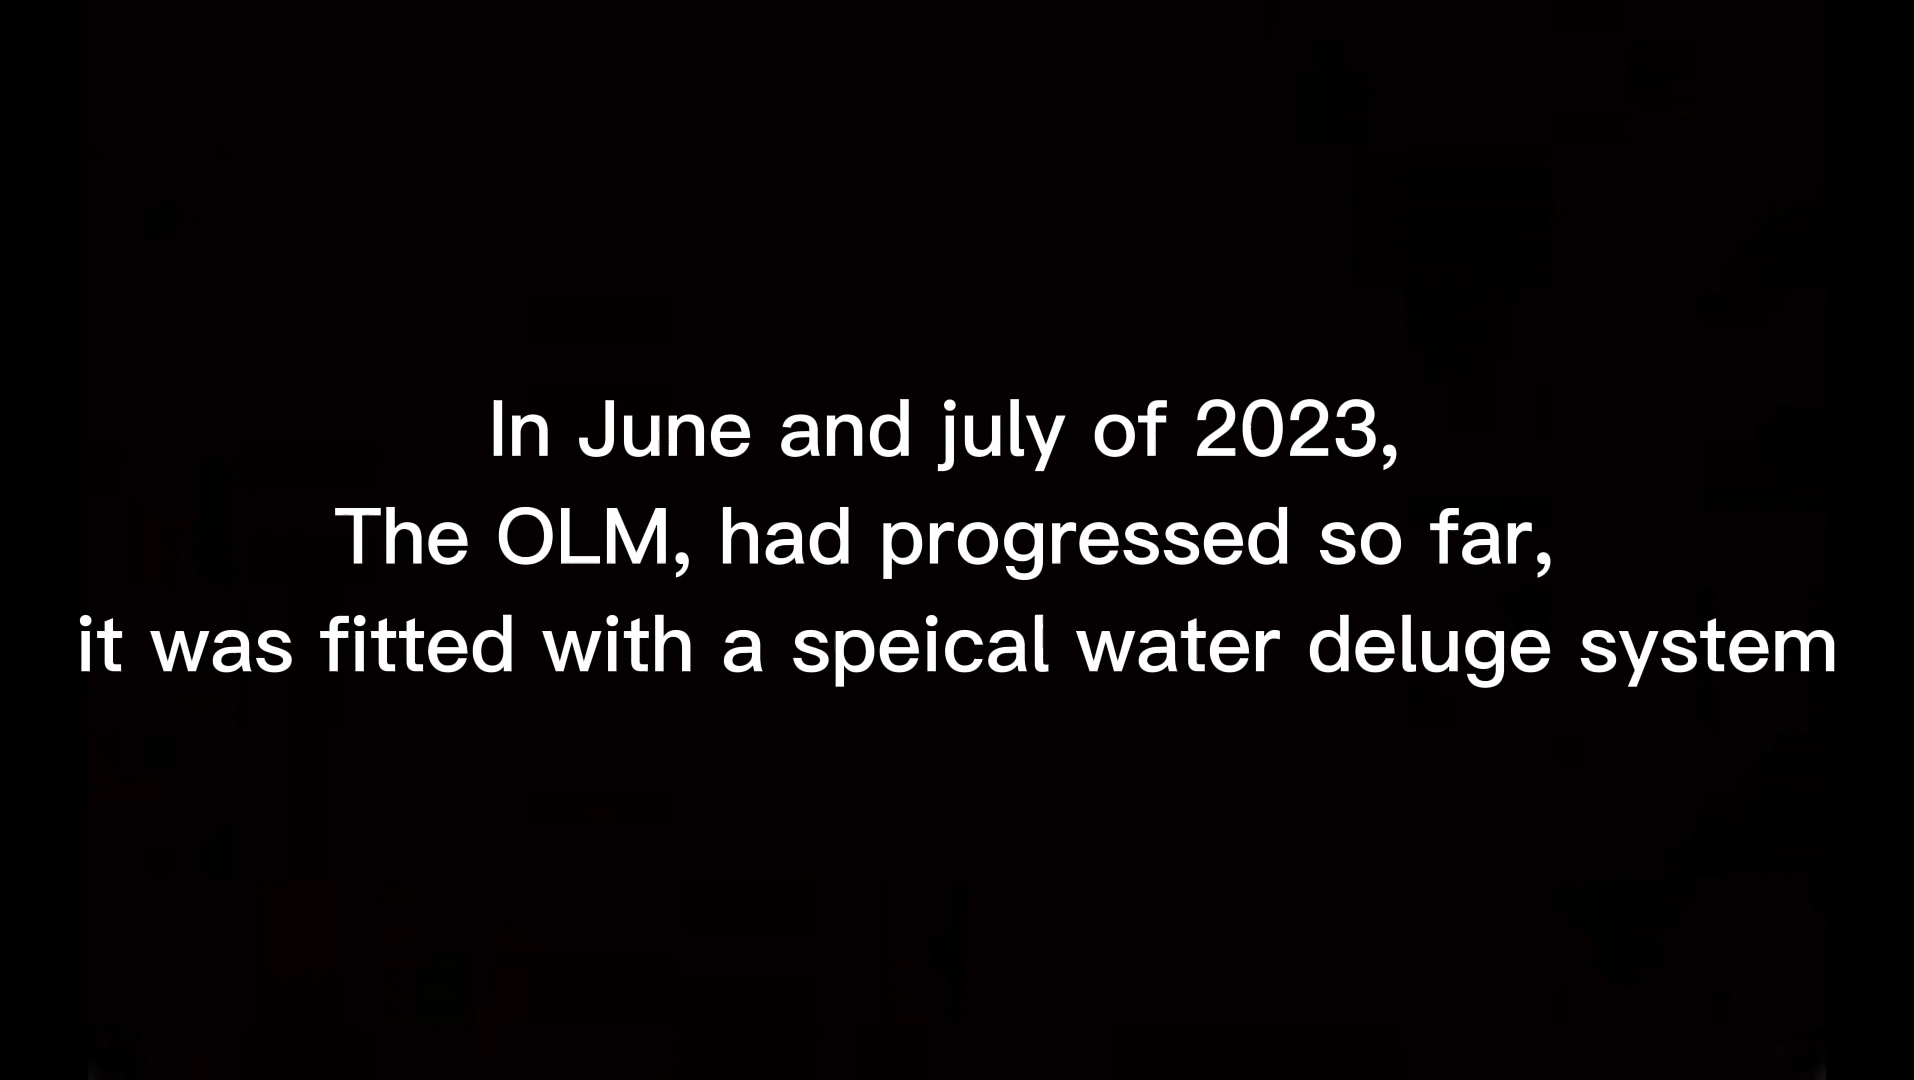 In June and july of 2023,
The OLM, had progressed so far,
it was fitted with a speical water deluge system